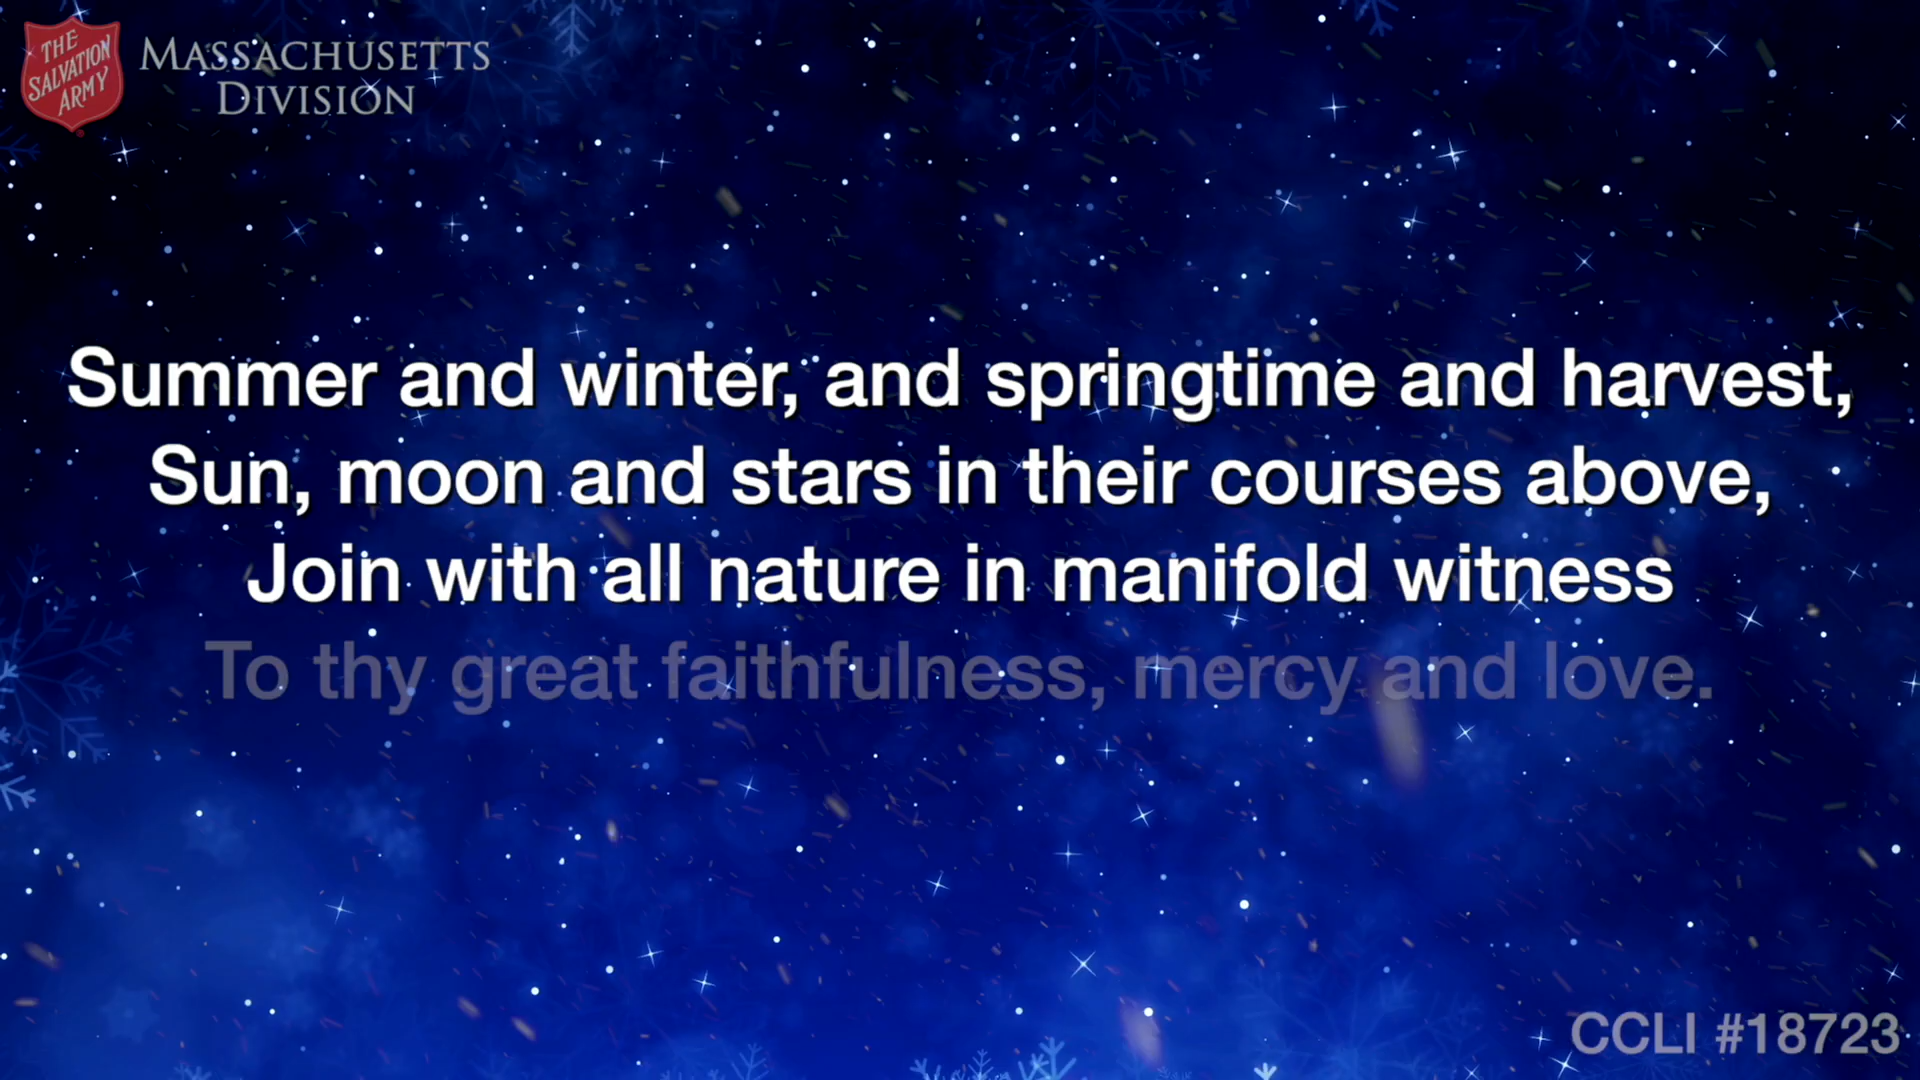 THE
SALVATION
ARMY
MASSACHUSETTS
DIVISION
Summer and winter, and springtime and harvest,
Sun, moon and stars in their courses above,
Join with all nature in manifold witness
To thy great faithfulness, mercy and love.
CCLI #18723